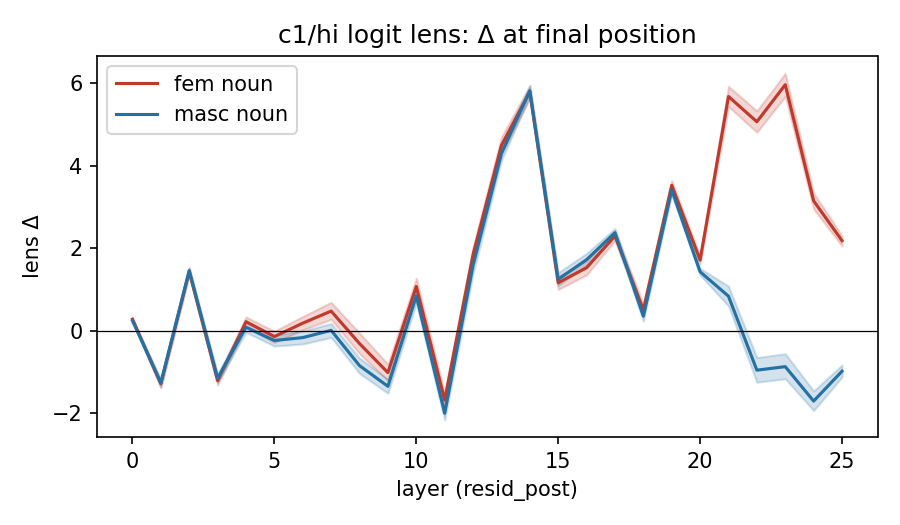 c1/hi logit lens: Δ at final position
fem noun
masc noun
lens Δ
6
4
2
0
−2
0
5
10
15
20
25
layer (resid_post)